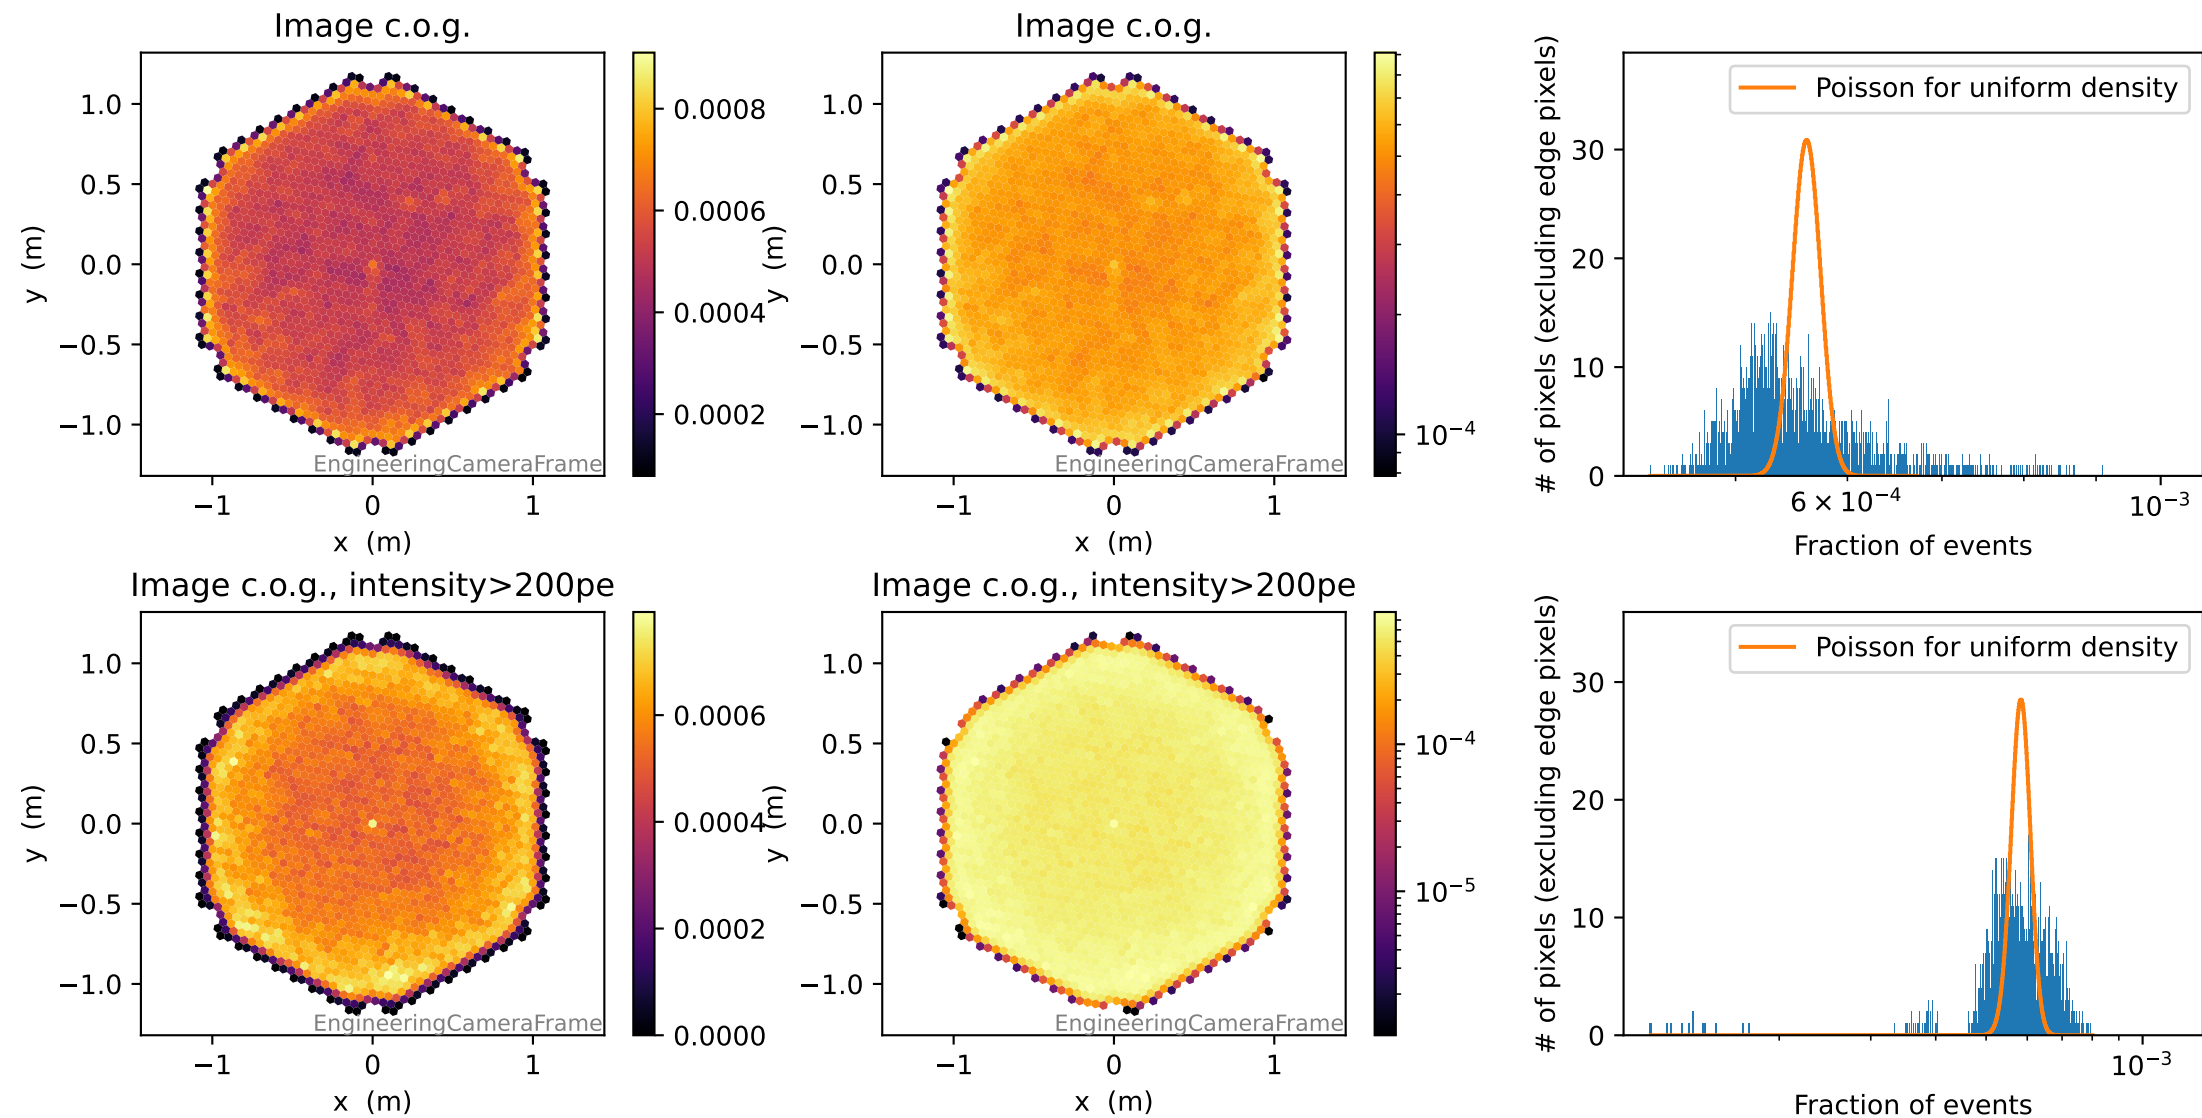 Image c.o.g.
y (m)
1.0
0.5
0.0
−0.5
−1.0
−1
0
1
x (m)
EngineeringCameraFrame
0.0008
0.0006
0.0004
0.0002
Image c.o.g.
y (m)
1.0
0.5
0.0
−0.5
−1.0
−1
0
1
x (m)
EngineeringCameraFrame
10⁻⁴
# of pixels (excluding edge pixels)
30
20
10
0
Poisson for uniform density
6 × 10⁻⁴
10⁻³
Fraction of events
Image c.o.g., intensity>200pe
y (m)
1.0
0.5
0.0
−0.5
−1.0
−1
0
1
x (m)
EngineeringCameraFrame
0.0006
0.0004
0.0002
0.0000
Image c.o.g., intensity>200pe
y (m)
1.0
0.5
0.0
−0.5
−1.0
−1
0
1
x (m)
EngineeringCameraFrame
10⁻⁴
10⁻⁵
# of pixels (excluding edge pixels)
30
20
10
0
Poisson for uniform density
10⁻³
Fraction of events